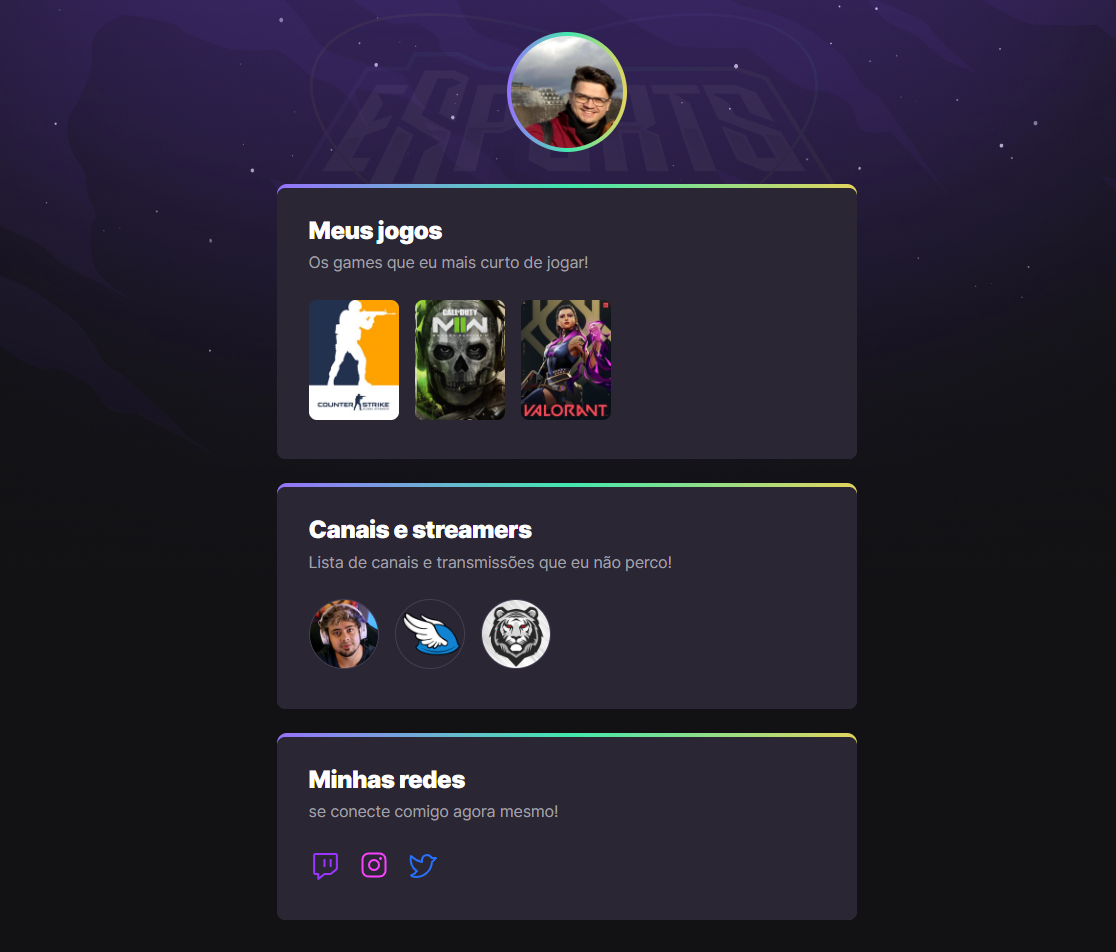 ESPORTS
Meus jogos
Os games que eu mais curto de jogar!
COUNTER STRIKE
CALL OF DUTY
MW
VALORANT
Canais e streamers
Lista de canais e transmissões que eu não perco!
Minhas redes
se conecte comigo agora mesmo!